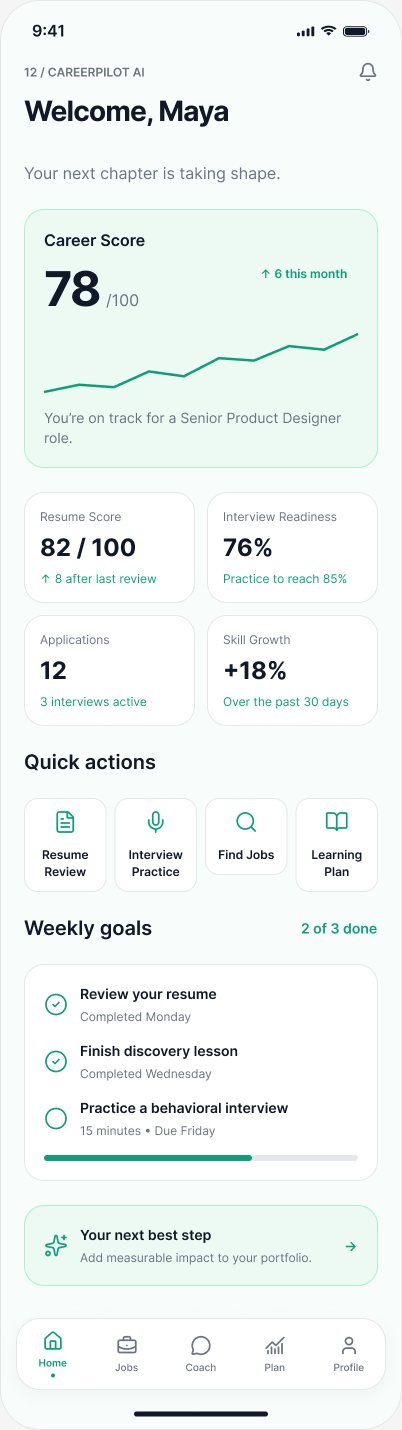 9:41
12 / CAREERPILOT AI
Welcome, Maya
Your next chapter is taking shape.
Career Score
78 /100
↑ 6 this month
You’re on track for a Senior Product Designer
role.
Resume Score
82 / 100
↑ 8 after last review
Interview Readiness
76%
Practice to reach 85%
Applications
12
3 interviews active
Skill Growth
+18%
Over the past 30 days
Quick actions
Resume
Review
Interview
Practice
Find Jobs
Learning
Plan
Weekly goals
2 of 3 done
Review your resume
Completed Monday
Finish discovery lesson
Completed Wednesday
Practice a behavioral interview
15 minutes • Due Friday
Your next best step
Add measurable impact to your portfolio.
→
Home
Jobs
Coach
Plan
Profile